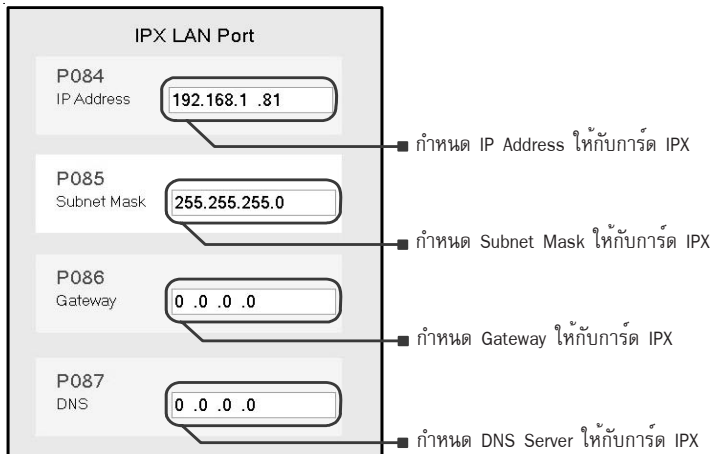 IPX LAN Port
P084
IP Address
192.168.1 .81
กำหนด IP Address ให้กับการ์ด IPX
P085
Subnet Mask
255.255.255.0
กำหนด Subnet Mask ให้กับการ์ด IPX
P086
Gateway
0 .0 .0 .0
กำหนด Gateway ให้กับการ์ด IPX
P087
DNS
0 .0 .0 .0
กำหนด DNS Server ให้กับการ์ด IPX